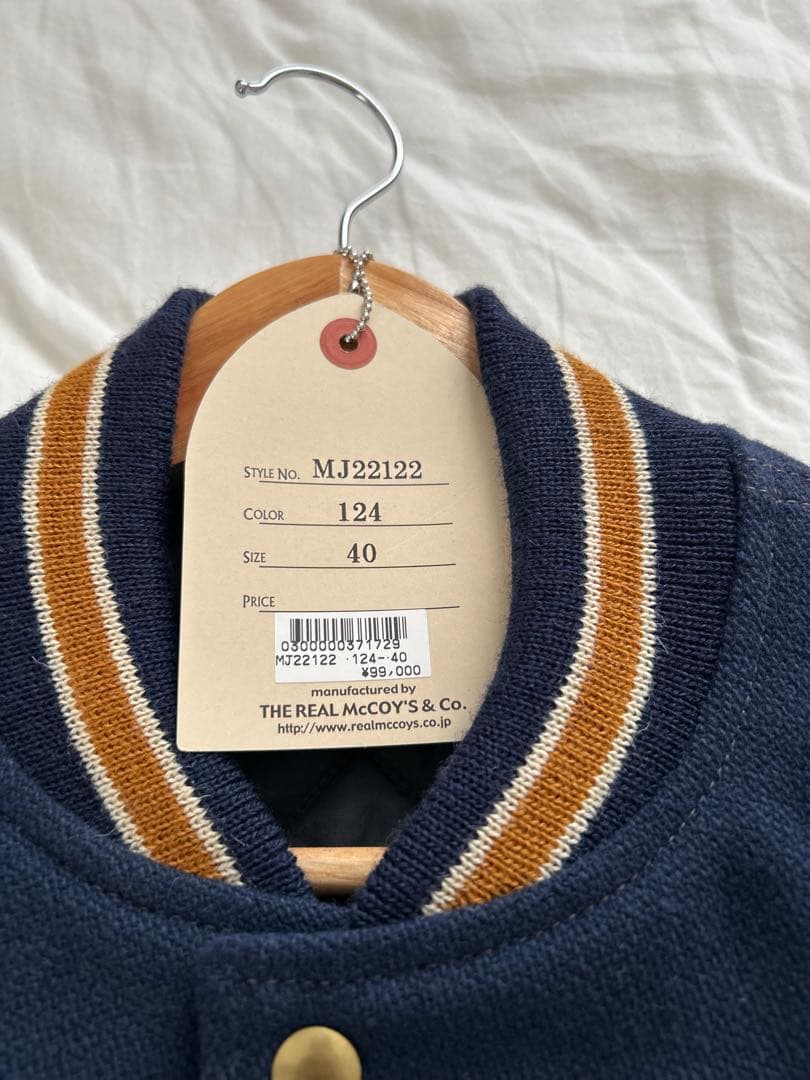 STYLE NO. MJ22122
COLOR 124
SIZE 40
PRICE
0300000371729
MJ22122 ·124-·40
¥99,000
manufactured by
THE REAL McCOY'S & Co.
http://www.realmccoys.co.jp